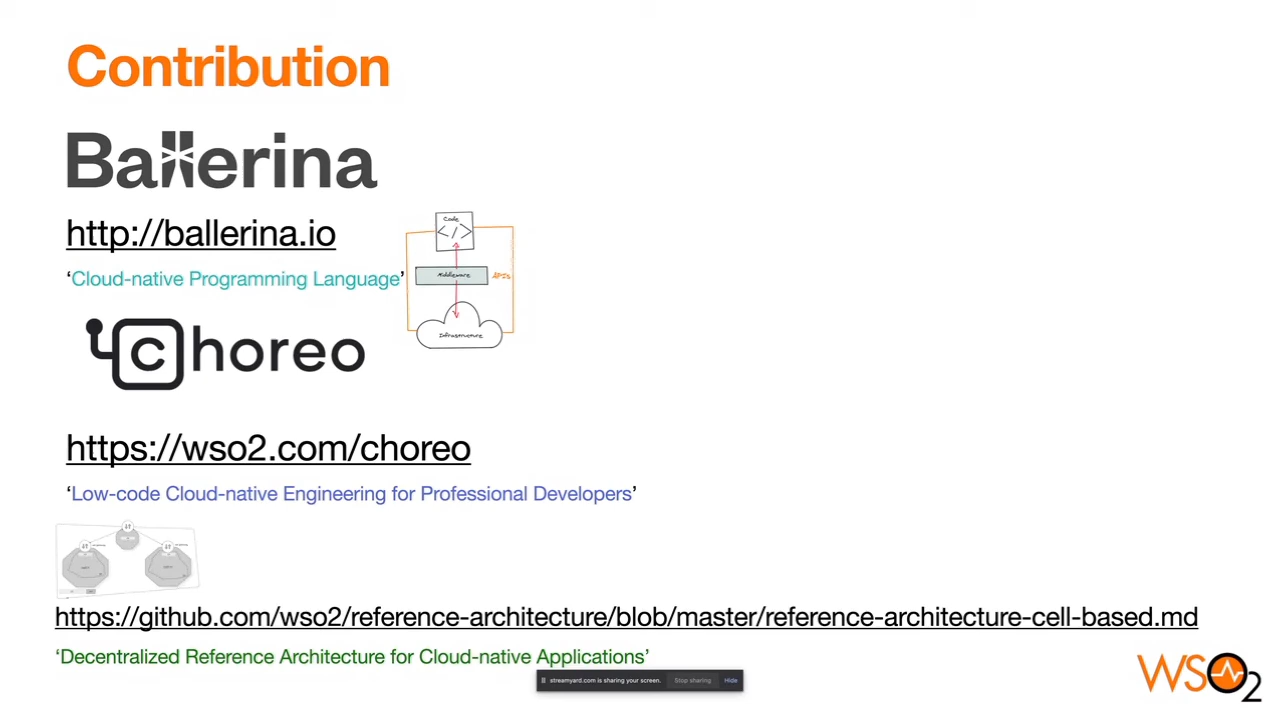 Contribution
Ballerina
http://ballerina.io
‘Cloud-native Programming Language’
Code
</>
Middleware
APIs
Infrastructure
choreo
https://wso2.com/choreo
‘Low-code Cloud-native Engineering for Professional Developers’
https://github.com/wso2/reference-architecture/blob/master/reference-architecture-cell-based.md
‘Decentralized Reference Architecture for Cloud-native Applications’
streamyard.com is sharing your screen. Stop sharing Hide
WSO2